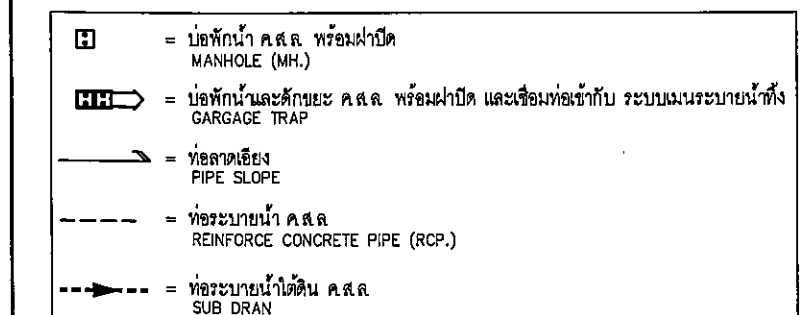 = บ่อพักน้ำ ค.ส.ล. พร้อมฝาปิด
MANHOLE (MH.)
= บ่อพักน้ำและดักขยะ ค.ส.ล. พร้อมฝาปิด และเชื่อมท่อเข้ากับ ระบบเมนระบายน้ำทิ้ง
GARGAGE TRAP
= ท่อลาดเอียง
PIPE SLOPE
= ท่อระบายน้ำ ค.ส.ล.
REINFORCE CONCRETE PIPE (RCP.)
= ท่อระบายน้ำใต้ดิน ค.ส.ล.
SUB DRAN